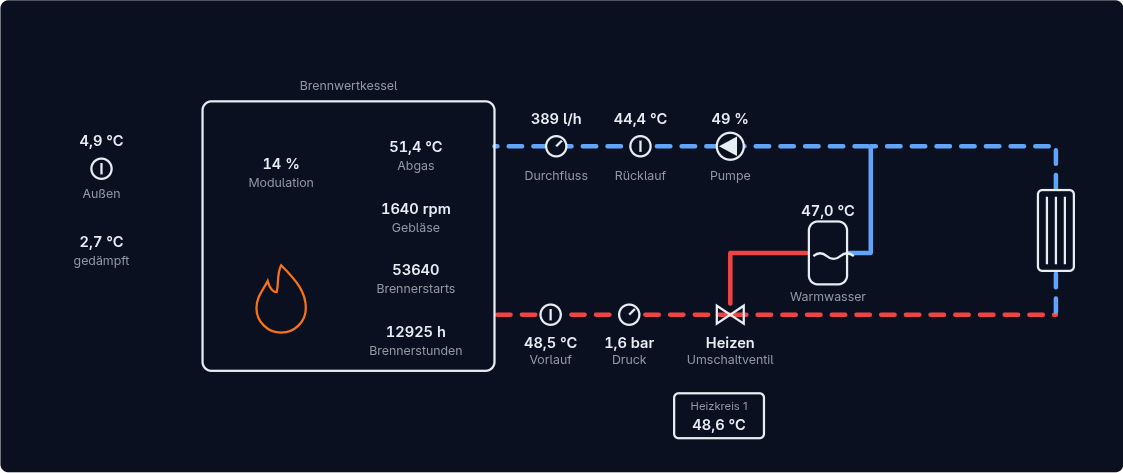 Brennwertkessel
4,9 °C
Außen
2,7 °C
gedämpft
14 %
Modulation
51,4 °C
Abgas
1640 rpm
Gebläse
53640
Brennerstarts
12925 h
Brennerstunden
389 l/h
Durchfluss
44,4 °C
Rücklauf
49 %
Pumpe
47,0 °C
Warmwasser
48,5 °C
Vorlauf
1,6 bar
Druck
Heizen
Umschaltventil
Heizkreis 1
48,6 °C